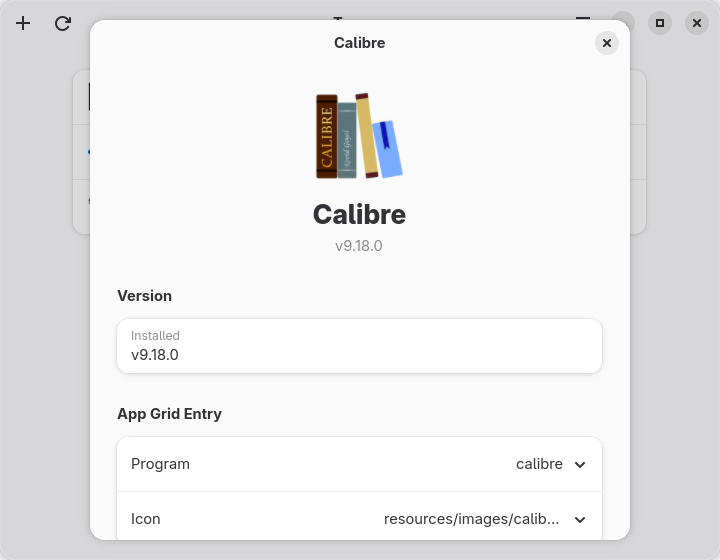 Calibre
CALIBRE
Calibre
v9.18.0
Version
Installed
v9.18.0
App Grid Entry
Program
calibre
Icon
resources/images/calib...